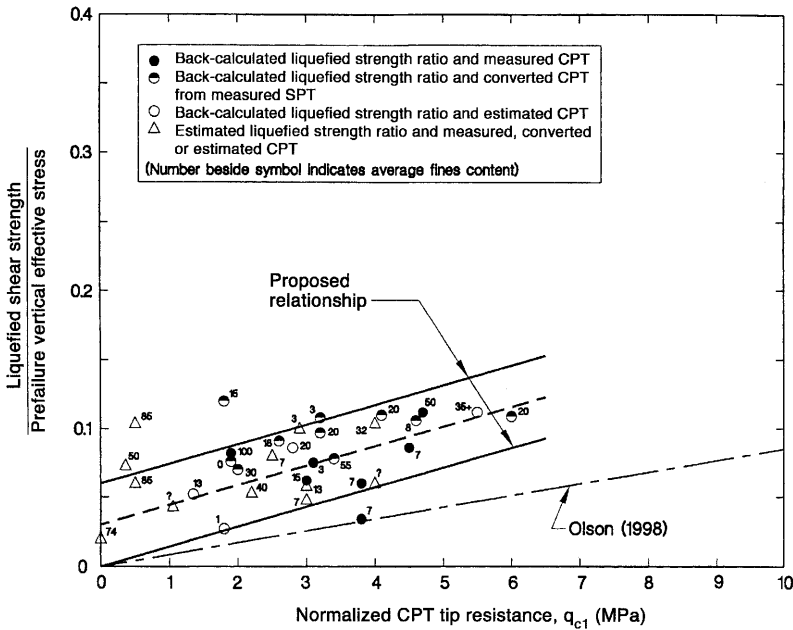 0.4
Back-calculated liquefied strength ratio and measured CPT
Back-calculated liquefied strength ratio and converted CPT
from measured SPT
Back-calculated liquefied strength ratio and estimated CPT
Estimated liquefied strength ratio and measured, converted
or estimated CPT
(Number beside symbol indicates average fines content)
0.3
Liquefied shear strength
Prefailure vertical effective stress
0.2
Proposed
relationship
0.1
0
86
15
50
86
74
?
13
1
100
0
30
18
40
7
20
3
3
20
3
15
13
7
55
32
20
7
?
7
8
50
7
35+
20
Olson (1998)
0 1 2 3 4 5 6 7 8 9 10
Normalized CPT tip resistance, qc1 (MPa)